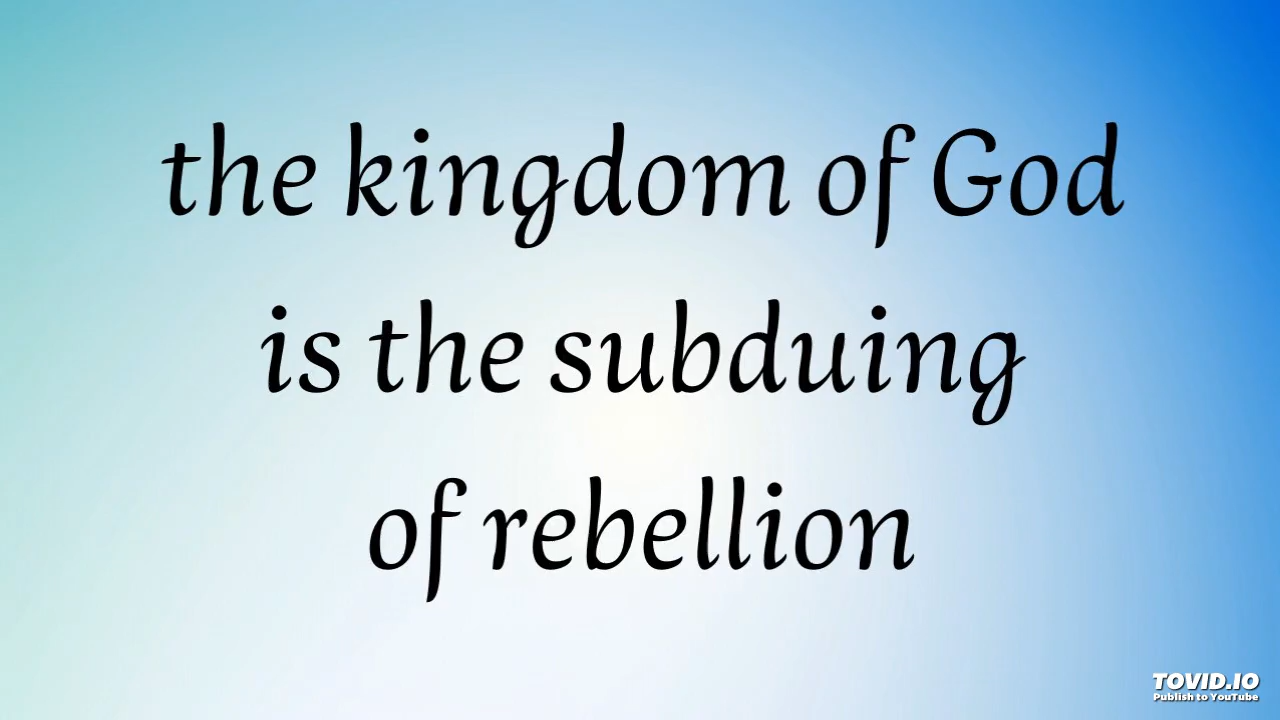 the kingdom of God
is the subduing
of rebellion
TOVID.IO
Publish to YouTube